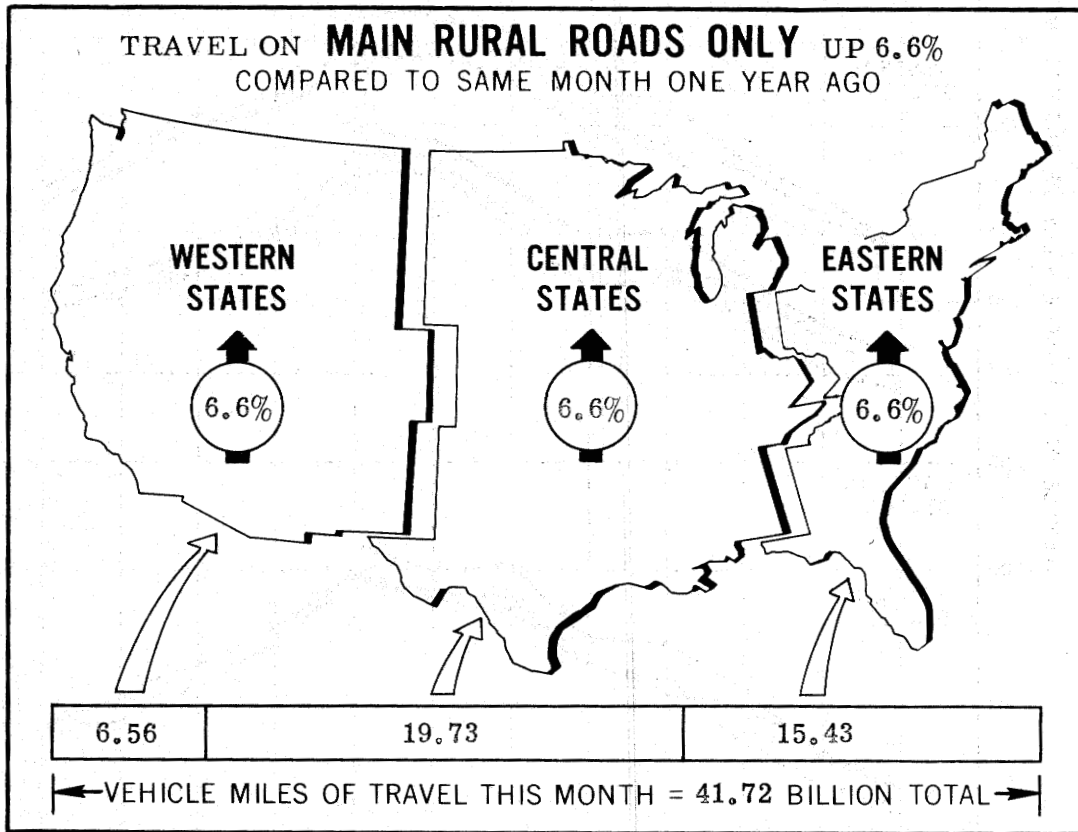 TRAVEL ON MAIN RURAL ROADS ONLY UP 6.6%
COMPARED TO SAME MONTH ONE YEAR AGO
WESTERN
STATES
6.6%
CENTRAL
STATES
6.6%
EASTERN
STATES
6.6%
6.56 19.73 15.43
VEHICLE MILES OF TRAVEL THIS MONTH = 41.72 BILLION TOTAL